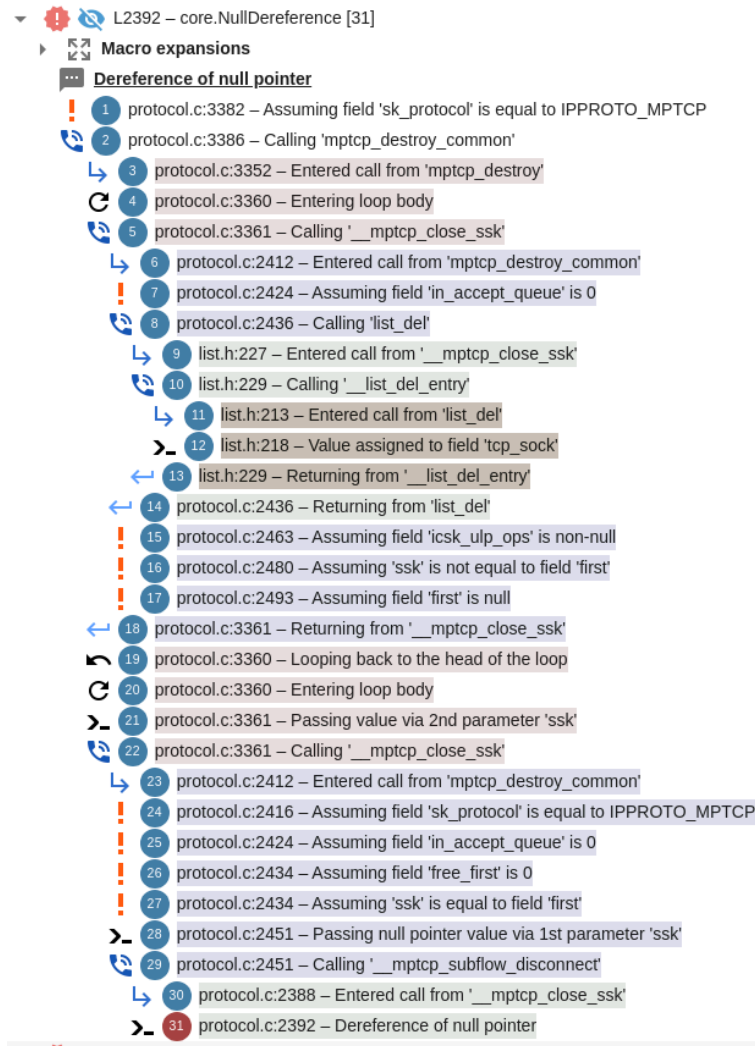 L2392 – core.NullDereference [31]
Macro expansions
Dereference of null pointer
1 protocol.c:3382 – Assuming field 'sk_protocol' is equal to IPPROTO_MPTCP
2 protocol.c:3386 – Calling 'mptcp_destroy_common'
3 protocol.c:3352 – Entered call from 'mptcp_destroy'
4 protocol.c:3360 – Entering loop body
5 protocol.c:3361 – Calling '__mptcp_close_ssk'
6 protocol.c:2412 – Entered call from 'mptcp_destroy_common'
7 protocol.c:2424 – Assuming field 'in_accept_queue' is 0
8 protocol.c:2436 – Calling 'list_del'
9 list.h:227 – Entered call from '__mptcp_close_ssk'
10 list.h:229 – Calling '__list_del_entry'
11 list.h:213 – Entered call from 'list_del'
12 list.h:218 – Value assigned to field 'tcp_sock'
13 list.h:229 – Returning from '__list_del_entry'
14 protocol.c:2436 – Returning from 'list_del'
15 protocol.c:2463 – Assuming field 'icsk_ulp_ops' is non-null
16 protocol.c:2480 – Assuming 'ssk' is not equal to field 'first'
17 protocol.c:2493 – Assuming field 'first' is null
18 protocol.c:3361 – Returning from '__mptcp_close_ssk'
19 protocol.c:3360 – Looping back to the head of the loop
20 protocol.c:3360 – Entering loop body
21 protocol.c:3361 – Passing value via 2nd parameter 'ssk'
22 protocol.c:3361 – Calling '__mptcp_close_ssk'
23 protocol.c:2412 – Entered call from 'mptcp_destroy_common'
24 protocol.c:2416 – Assuming field 'sk_protocol' is equal to IPPROTO_MPTCP
25 protocol.c:2424 – Assuming field 'in_accept_queue' is 0
26 protocol.c:2434 – Assuming field 'free_first' is 0
27 protocol.c:2434 – Assuming 'ssk' is equal to field 'first'
28 protocol.c:2451 – Passing null pointer value via 1st parameter 'ssk'
29 protocol.c:2451 – Calling '__mptcp_subflow_disconnect'
30 protocol.c:2388 – Entered call from '__mptcp_close_ssk'
31 protocol.c:2392 – Dereference of null pointer